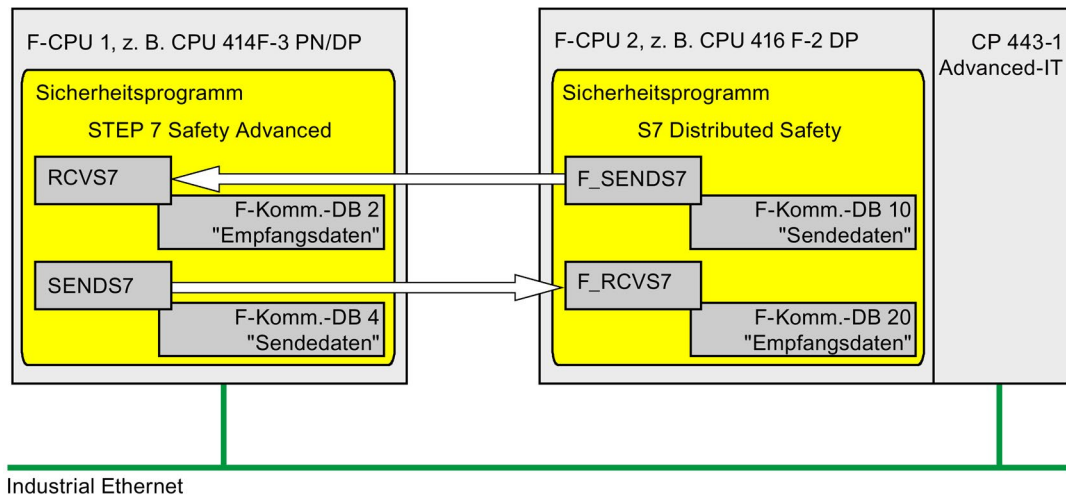 F-CPU 1, z. B. CPU 414F-3 PN/DP
Sicherheitsprogramm
STEP 7 Safety Advanced
RCVS7
F-Komm.-DB 2
"Empfangsdaten"
SENDS7
F-Komm.-DB 4
"Sendedaten"
F-CPU 2, z. B. CPU 416 F-2 DP
Sicherheitsprogramm
S7 Distributed Safety
F_SENDS7
F-Komm.-DB 10
"Sendedaten"
F_RCVS7
F-Komm.-DB 20
"Empfangsdaten"
CP 443-1
Advanced-IT
Industrial Ethernet